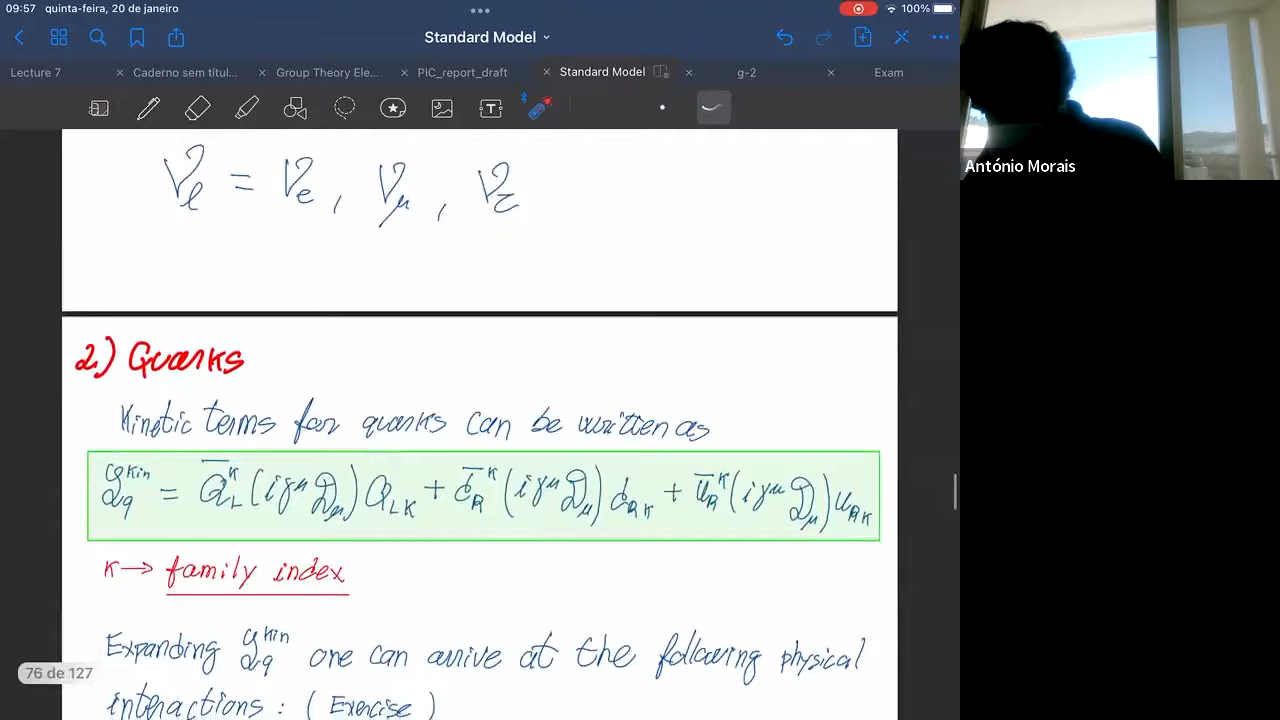 09:57 quinta-feira, 20 de janeiro
100%
Standard Model
Lecture 7
Caderno sem títul...
Group Theory Ele...
PIC_report_draft
Standard Model
g-2
Exam
António Morais
ν_ℓ = ν_e , ν_μ , ν_τ
2.) Quarks
Kinetic terms for quarks can be written as
ℒ_q^kin = Q̄_L^k (iγ^μ 𝒟_μ) Q_Lk + d̄_R^k (iγ^μ 𝒟_μ) d_Rk + ū_R^k (iγ^μ 𝒟_μ) u_Rk
k → family index
Expanding ℒ_q^kin one can arrive at the following physical
interactions : ( Exercise )
76 de 127